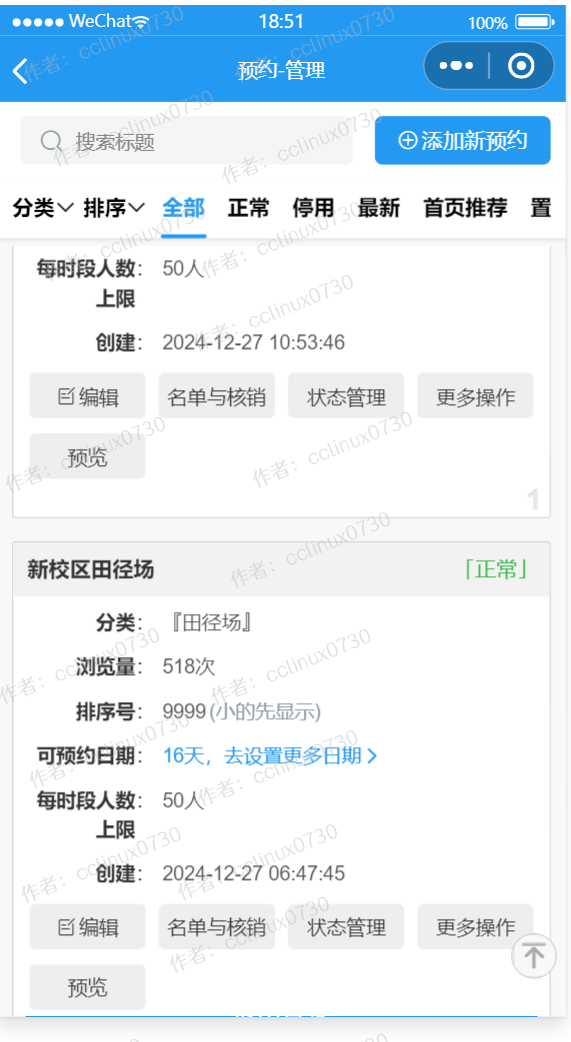 WeChat 18:51 100%
预约-管理
搜索标题 添加新预约
分类 排序 全部 正常 停用 最新 首页推荐 置
每时段人数: 50人
上限
创建: 2024-12-27 10:53:46
编辑 名单与核销 状态管理 更多操作
预览
1
新校区田径场 「正常」
分类: 『田径场』
浏览量: 518次
排序号: 9999(小的先显示)
可预约日期: 16天，去设置更多日期
每时段人数: 50人
上限
创建: 2024-12-27 06:47:45
编辑 名单与核销 状态管理 更多操作
预览
作者：cclinux0730